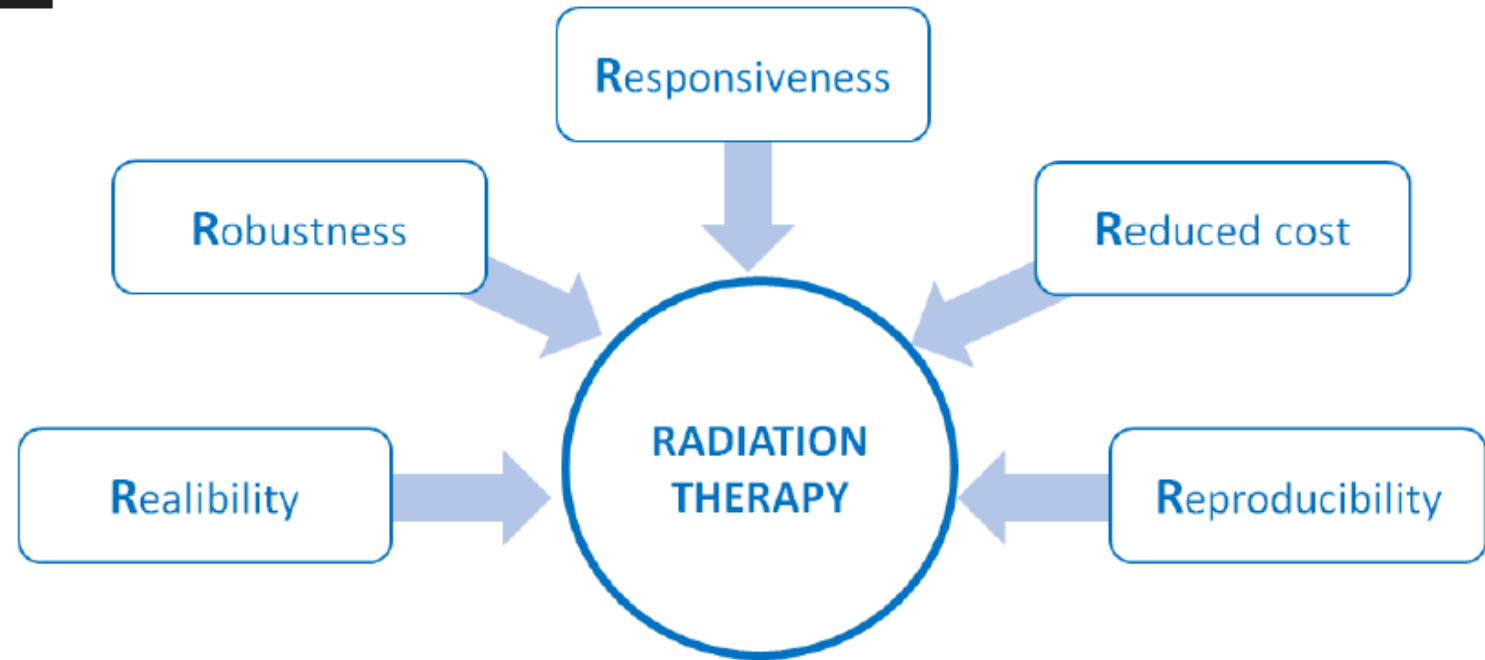 Responsiveness
Robustness
Reduced cost
RADIATION
THERAPY
Realibility
Reproducibility